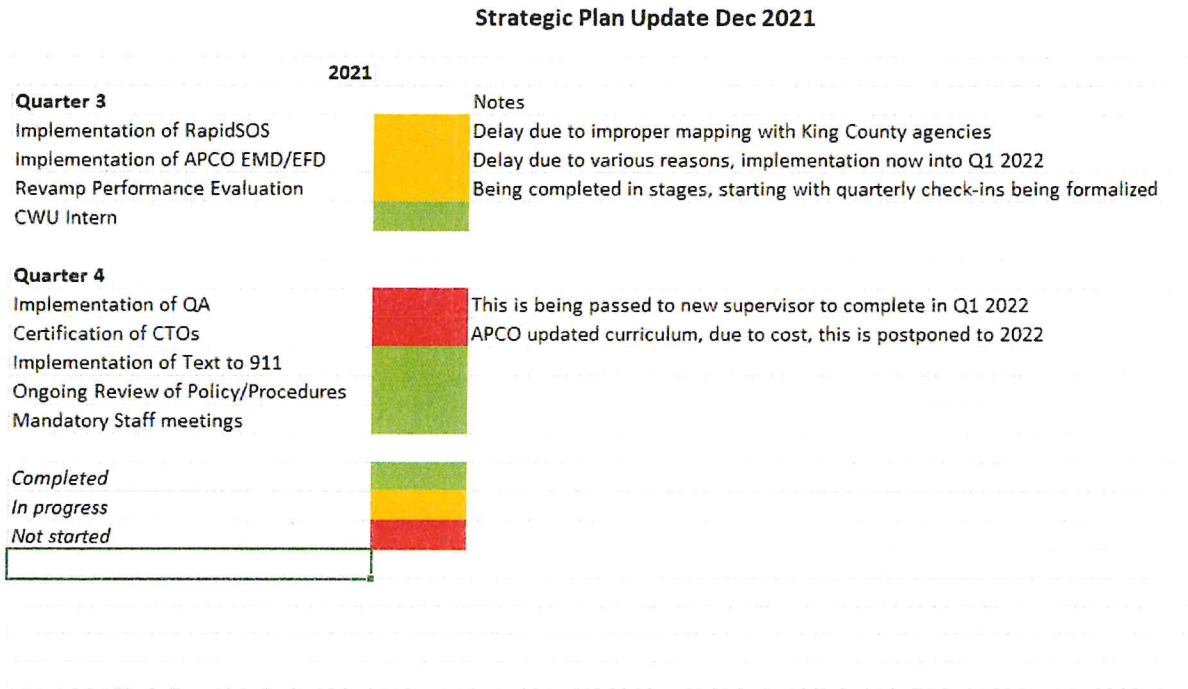 Strategic Plan Update Dec 2021
2021
Quarter 3 Notes
Implementation of RapidSOS Delay due to improper mapping with King County agencies
Implementation of APCO EMD/EFD Delay due to various reasons, implementation now into Q1 2022
Revamp Performance Evaluation Being completed in stages, starting with quarterly check-ins being formalized
CWU Intern
Quarter 4
Implementation of QA This is being passed to new supervisor to complete in Q1 2022
Certification of CTOs APCO updated curriculum, due to cost, this is postponed to 2022
Implementation of Text to 911
Ongoing Review of Policy/Procedures
Mandatory Staff meetings
Completed
In progress
Not started